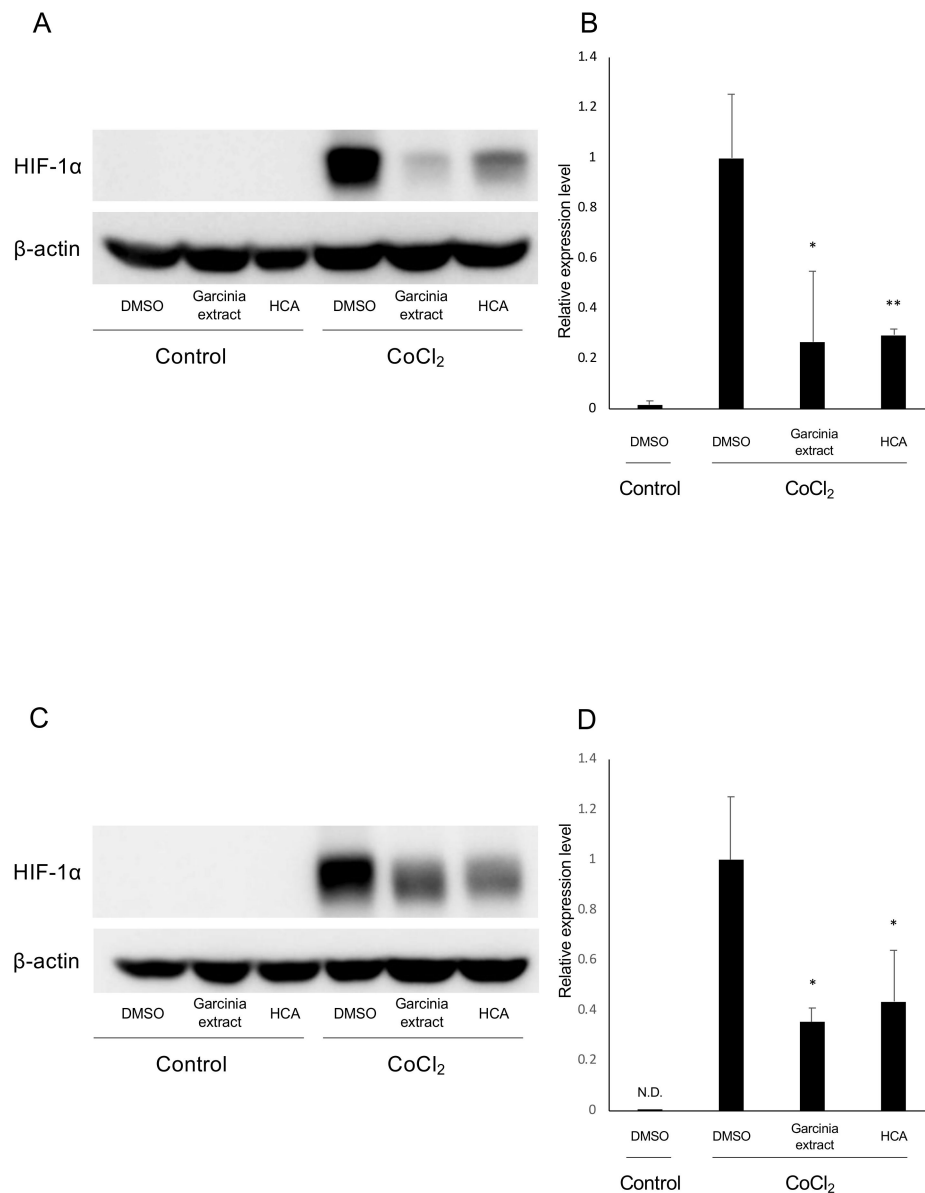 A
HIF-1α
β-actin
DMSO
Garcinia
extract
HCA
DMSO
Garcinia
extract
HCA
Control
CoCl₂
B
Relative expression level
1.4
1.2
1
0.8
0.6
0.4
0.2
0
*
**
DMSO
DMSO
Garcinia
extract
HCA
Control
CoCl₂
C
HIF-1α
β-actin
DMSO
Garcinia
extract
HCA
DMSO
Garcinia
extract
HCA
Control
CoCl₂
D
Relative expression level
1.4
1.2
1
0.8
0.6
0.4
0.2
0
N.D.
*
*
DMSO
DMSO
Garcinia
extract
HCA
Control
CoCl₂